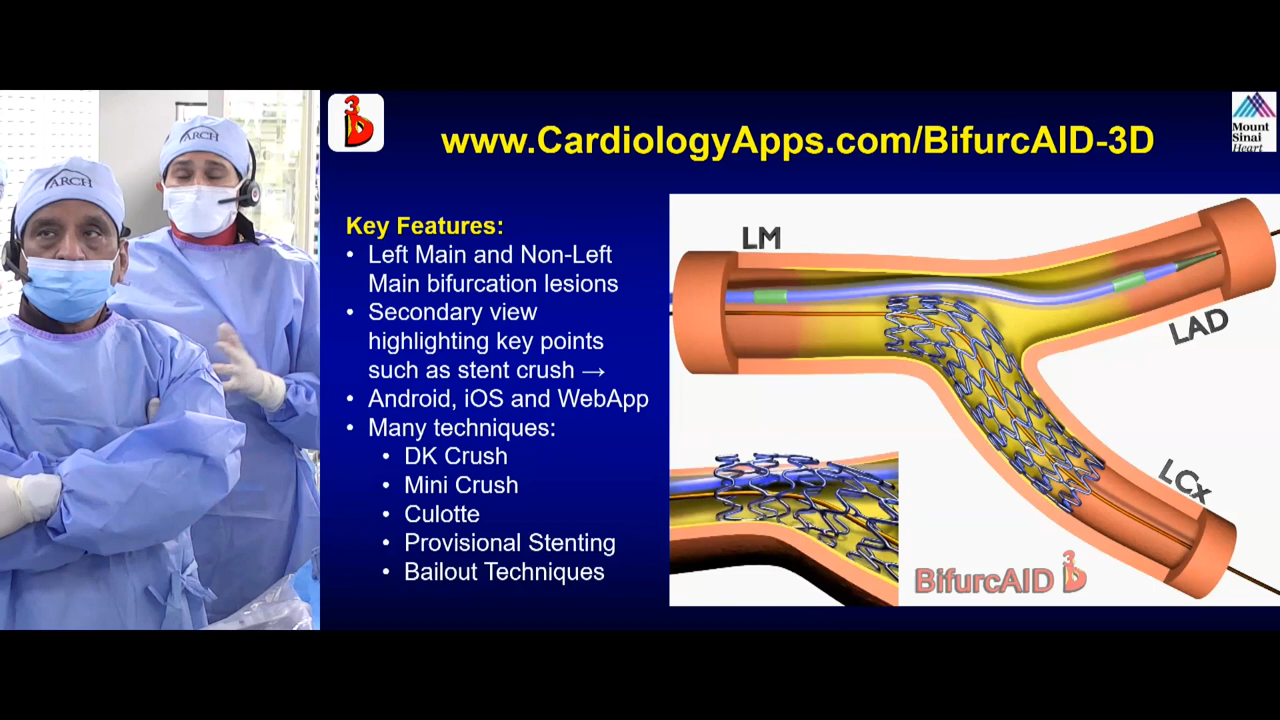 ARCH
ARCH
3D
www.CardiologyApps.com/BifurcAID-3D
Mount
Sinai
Heart
Key Features:
• Left Main and Non-Left
Main bifurcation lesions
• Secondary view
highlighting key points
such as stent crush →
• Android, iOS and WebApp
• Many techniques:
• DK Crush
• Mini Crush
• Culotte
• Provisional Stenting
• Bailout Techniques
LM
LAD
LCx
BifurcAID 3D